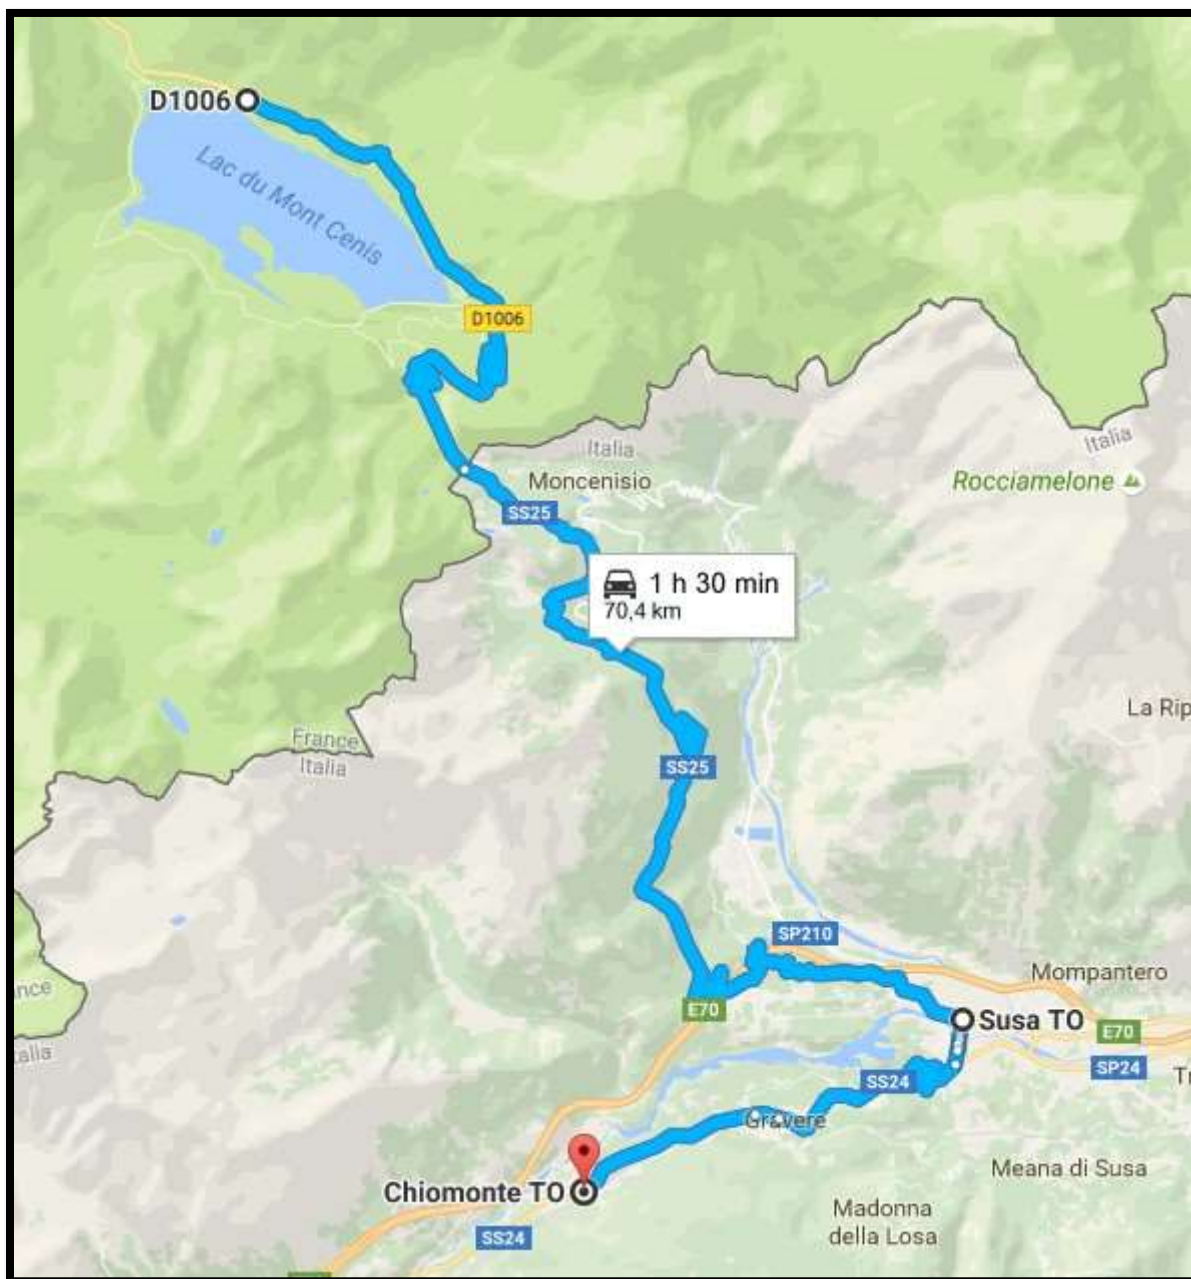 D1006
Lac du Mont Cenis
D1006
Italia
Italia
Moncenisio
Rocciamelone
SS25
1 h 30 min
70,4 km
La Rip
France
Italia
SS25
SP210
Mompantero
nce
E70
Susa TO
E70
alia
SS24
SP24
Gravere
Chiomonte TO
Meana di Susa
Madonna
della Losa
SS24